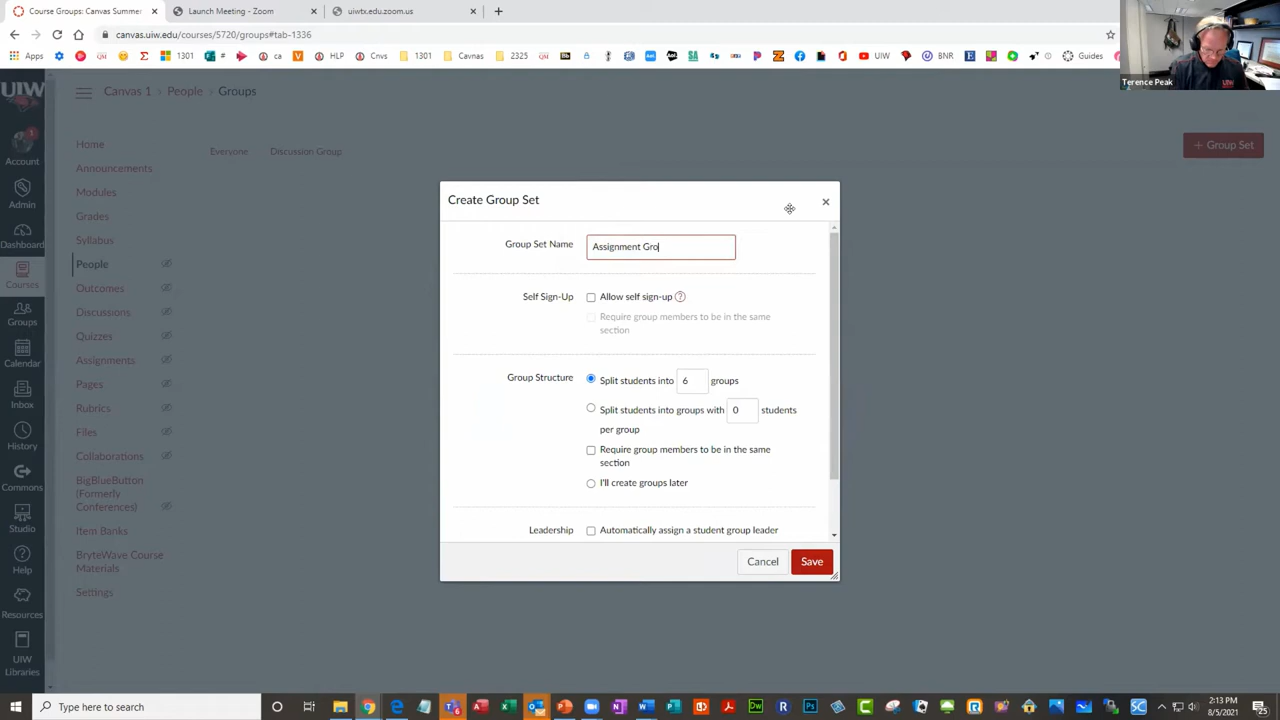 Course Groups: Canvas Summer
Launch Meeting - Zoom
uiwtx.edu.zoom.us
canvas.uiw.edu/courses/5720/groups#tab-1336
Apps
1301
ca
HLP
Cnvs
1301
Cavnas
2325
BlB
UIW
BNR
Guides
Terence Peak
UIW
Canvas 1 > People > Groups
Everyone
Discussion Group
+ Group Set
Account
Admin
Dashboard
Courses
Groups
Calendar
Inbox
History
Commons
Studio
Help
Resources
UIW
Libraries
Home
Announcements
Modules
Grades
Syllabus
People
Outcomes
Discussions
Quizzes
Assignments
Pages
Rubrics
Files
Collaborations
BigBlueButton
(Formerly
Conferences)
Item Banks
BryteWave Course
Materials
Settings
Create Group Set
Group Set Name
Assignment Gro
Self Sign-Up
Allow self sign-up
Require group members to be in the same
section
Group Structure
Split students into 6 groups
Split students into groups with 0 students
per group
Require group members to be in the same
section
I'll create groups later
Leadership
Automatically assign a student group leader
Cancel
Save
Type here to search
2:13 PM
8/5/2021